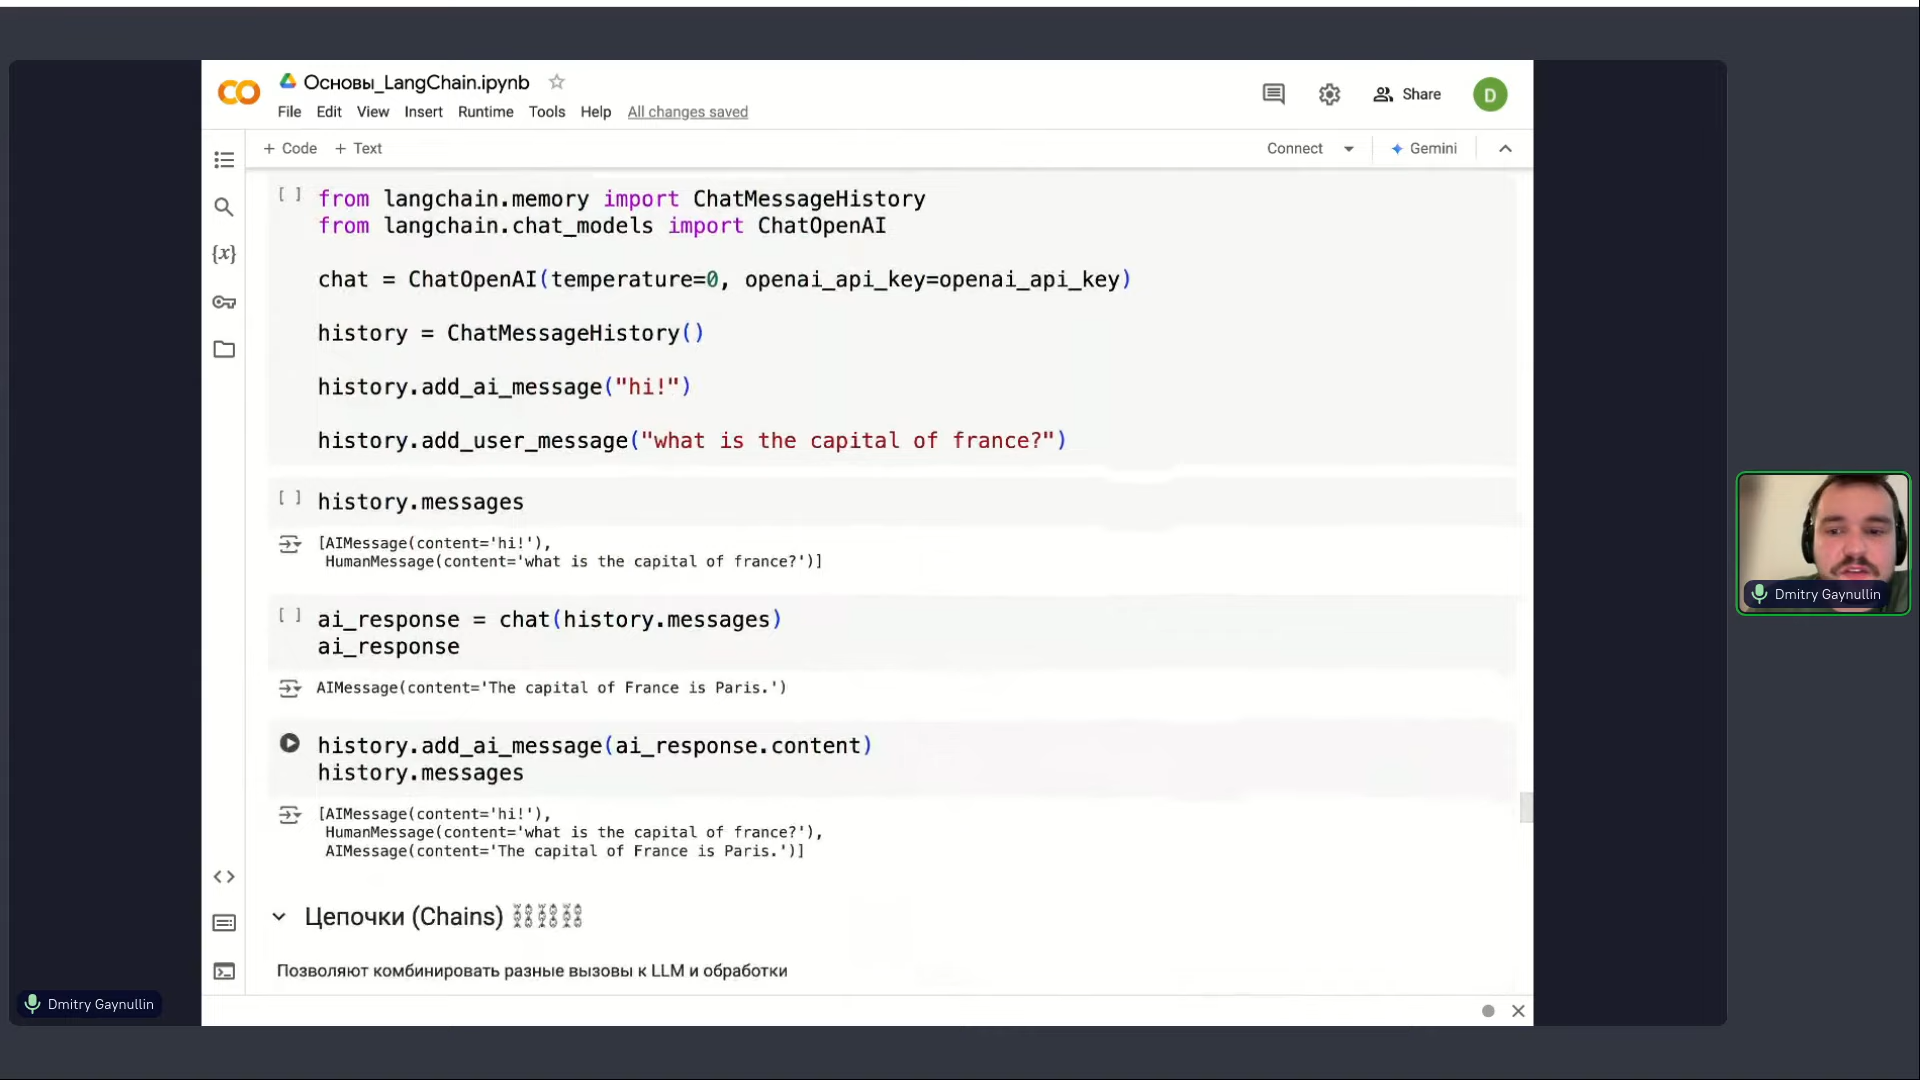 Основы_LangChain.ipynb
File Edit View Insert Runtime Tools Help All changes saved
Share
D
+ Code + Text
Connect
Gemini
[ ] from langchain.memory import ChatMessageHistory
from langchain.chat_models import ChatOpenAI
chat = ChatOpenAI(temperature=0, openai_api_key=openai_api_key)
history = ChatMessageHistory()
history.add_ai_message("hi!")
history.add_user_message("what is the capital of france?")
[ ] history.messages
[AIMessage(content='hi!'),
HumanMessage(content='what is the capital of france?')]
[ ] ai_response = chat(history.messages)
ai_response
AIMessage(content='The capital of France is Paris.')
history.add_ai_message(ai_response.content)
history.messages
[AIMessage(content='hi!'),
HumanMessage(content='what is the capital of france?'),
AIMessage(content='The capital of France is Paris.')]
Цепочки (Chains)
Позволяют комбинировать разные вызовы к LLM и обработки
Dmitry Gaynullin
Dmitry Gaynullin